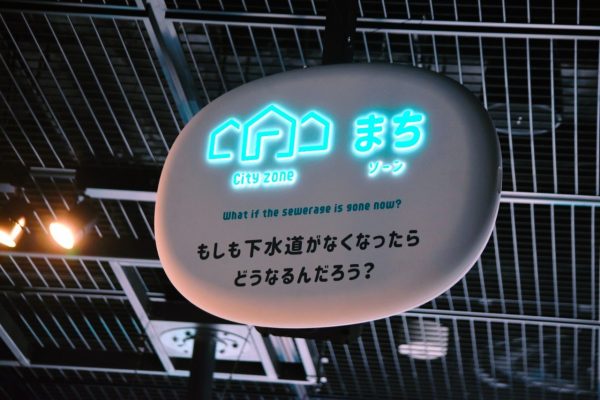 まち
City zone
ゾーン
What if the sewerage is gone now?
もしも下水道がなくなったら
どうなるんだろう?